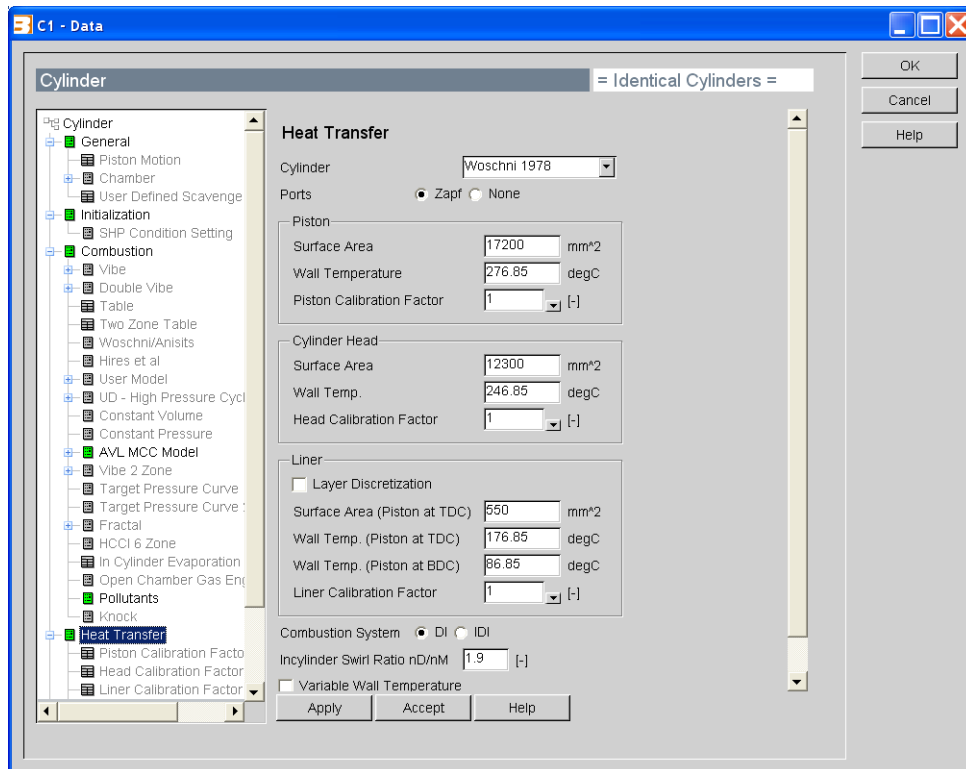 C1 - Data
OK
Cancel
Help
Cylinder
= Identical Cylinders =
Cylinder
General
Piston Motion
Chamber
User Defined Scavenge
Initialization
SHP Condition Setting
Combustion
Vibe
Double Vibe
Table
Two Zone Table
Woschni/Anisits
Hires et al
User Model
UD - High Pressure Cycl
Constant Volume
Constant Pressure
AVL MCC Model
Vibe 2 Zone
Target Pressure Curve
Target Pressure Curve
Fractal
HCCI 6 Zone
In Cylinder Evaporation
Open Chamber Gas Eng
Pollutants
Knock
Heat Transfer
Piston Calibration Facto
Head Calibration Factor
Liner Calibration Factor
Heat Transfer
Cylinder Woschni 1978
Ports Zapf None
Piston
Surface Area 17200 mm^2
Wall Temperature 276.85 degC
Piston Calibration Factor 1 [-]
Cylinder Head
Surface Area 12300 mm^2
Wall Temp. 246.85 degC
Head Calibration Factor 1 [-]
Liner
Layer Discretization
Surface Area (Piston at TDC) 550 mm^2
Wall Temp. (Piston at TDC) 176.85 degC
Wall Temp. (Piston at BDC) 86.85 degC
Liner Calibration Factor 1 [-]
Combustion System DI IDI
Incylinder Swirl Ratio nD/nM 1.9 [-]
Variable Wall Temperature
Apply Accept Help